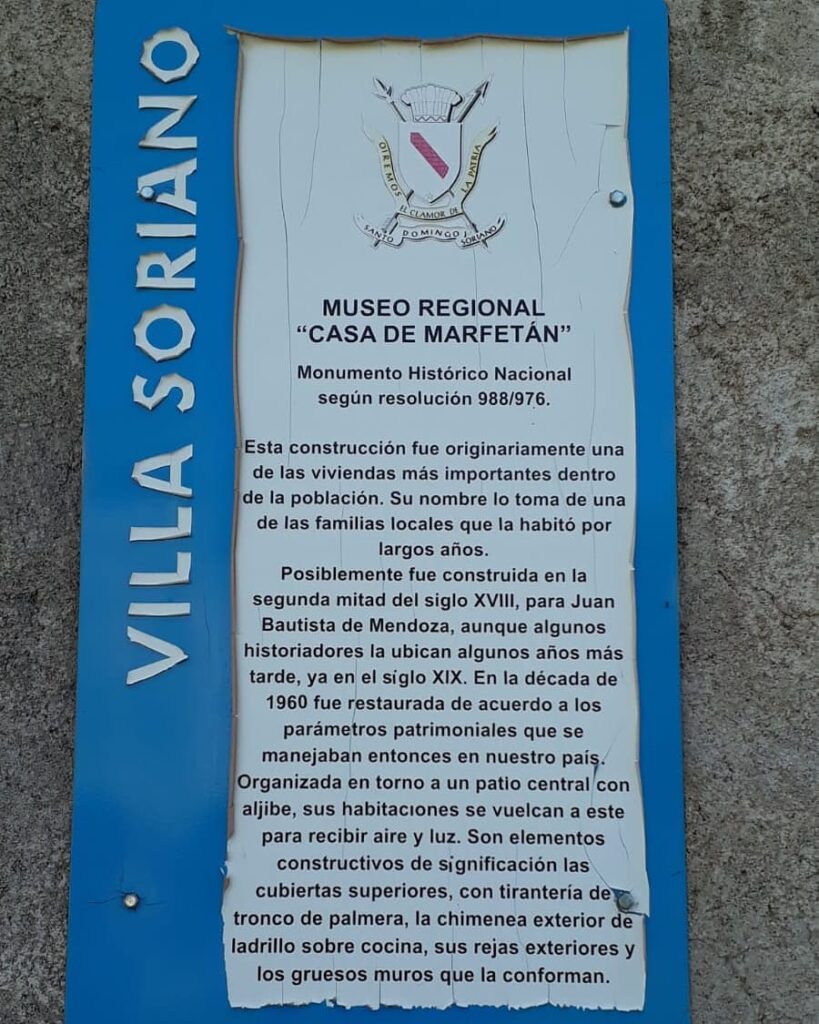 VILLA SORIANO
OIREMOS EL CLAMOR DE LA PATRIA
SANTO DOMINGO SORIANO
MUSEO REGIONAL
“CASA DE MARFETÁN”
Monumento Histórico Nacional
según resolución 988/976.
Esta construcción fue originariamente una
de las viviendas más importantes dentro
de la población. Su nombre lo toma de una
de las familias locales que la habitó por
largos años.
Posiblemente fue construida en la
segunda mitad del siglo XVIII, para Juan
Bautista de Mendoza, aunque algunos
historiadores la ubican algunos años más
tarde, ya en el siglo XIX. En la década de
1960 fue restaurada de acuerdo a los
parámetros patrimoniales que se
manejaban entonces en nuestro país.
Organizada en torno a un patio central con
aljibe, sus habitaciones se vuelcan a este
para recibir aire y luz. Son elementos
constructivos de significación las
cubiertas superiores, con tirantería de
tronco de palmera, la chimenea exterior de
ladrillo sobre cocina, sus rejas exteriores y
los gruesos muros que la conforman.